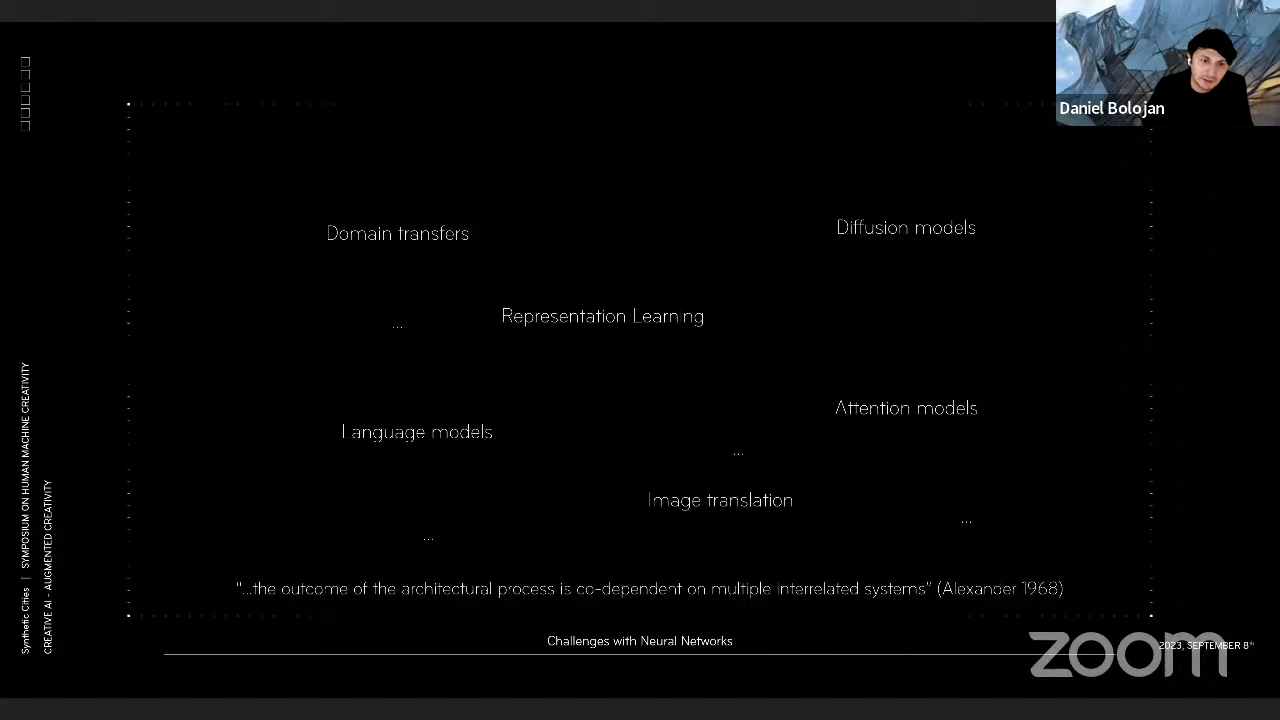 Daniel Bolojan
Domain transfers
Diffusion models
Representation Learning
...
Attention models
Language models
...
Image translation
...
...
"...the outcome of the architectural process is co-dependent on multiple interrelated systems" (Alexander 1968)
Challenges with Neural Networks
2023, SEPTEMBER 8th
zoom
Synthetic Cities | SYMPOSIUM ON HUMAN MACHINE CREATIVITY
CREATIVE AI - AUGMENTED CREATIVITY